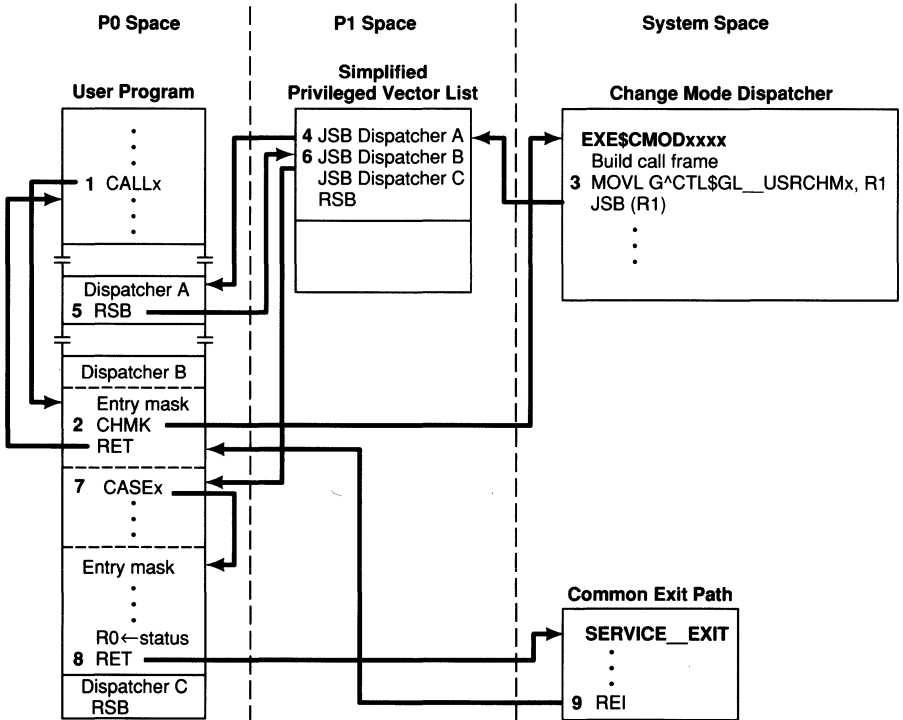 P0 Space
P1 Space
System Space
User Program
Simplified
Privileged Vector List
Change Mode Dispatcher
1 CALLx
4 JSB Dispatcher A
6 JSB Dispatcher B
JSB Dispatcher C
RSB
EXE$CMODxxxx
Build call frame
3 MOVL G^CTL$GL__USRCHMx, R1
JSB (R1)
Dispatcher A
5 RSB
Dispatcher B
Entry mask
2 CHMK
RET
7 CASEx
Entry mask
R0←status
8 RET
Dispatcher C
RSB
Common Exit Path
SERVICE__EXIT
9 REI